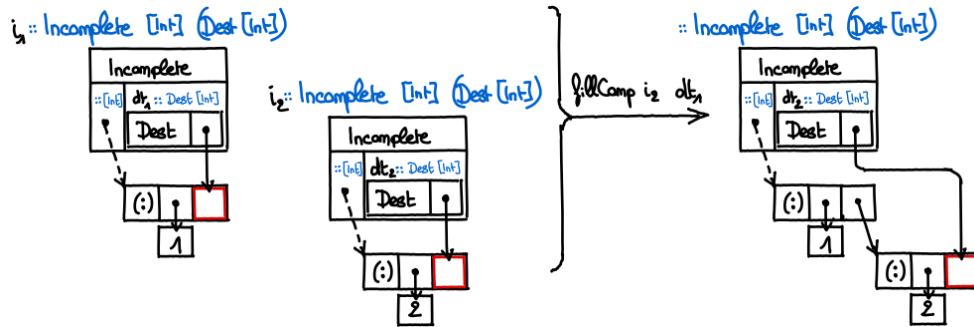 i₁ :: Incomplete [Int] (Dest [Int])
Incomplete
:: [Int] dt₁ :: Dest [Int]
Dest
(:)
1
i₂ :: Incomplete [Int] (Dest [Int])
Incomplete
:: [Int] dt₂ :: Dest [Int]
Dest
(:)
2
fillComp i₂ dt₁
:: Incomplete [Int] (Dest [Int])
Incomplete
:: [Int] dt₂ :: Dest [Int]
Dest
(:)
1
(:)
2